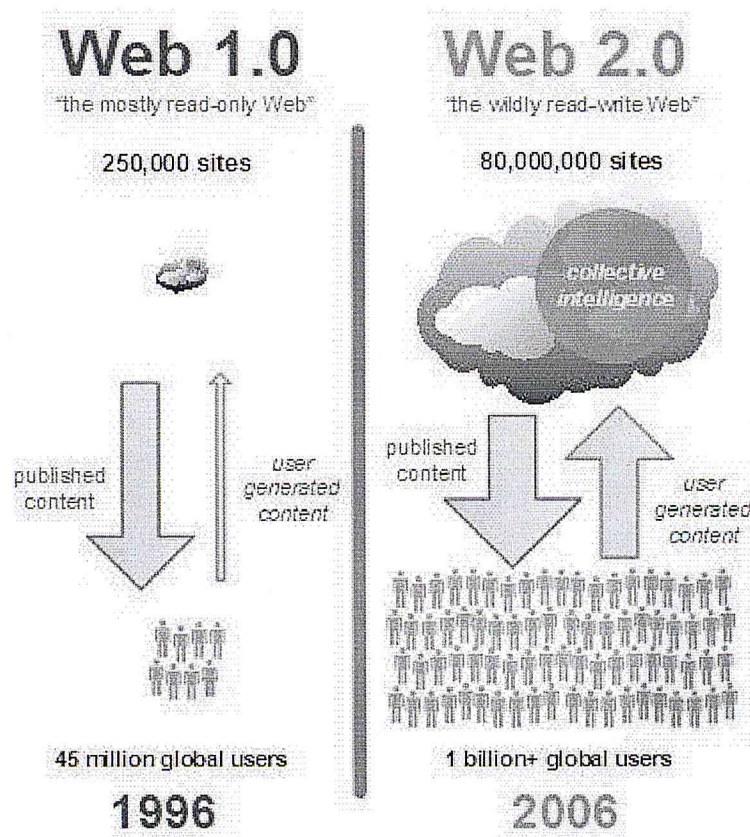 Web 1.0
"the mostly read-only Web"
250,000 sites
published
content
user
generated
content
45 million global users
1996
Web 2.0
"the wildly read-write Web"
80,000,000 sites
collective
intelligence
published
content
user
generated
content
1 billion+ global users
2006